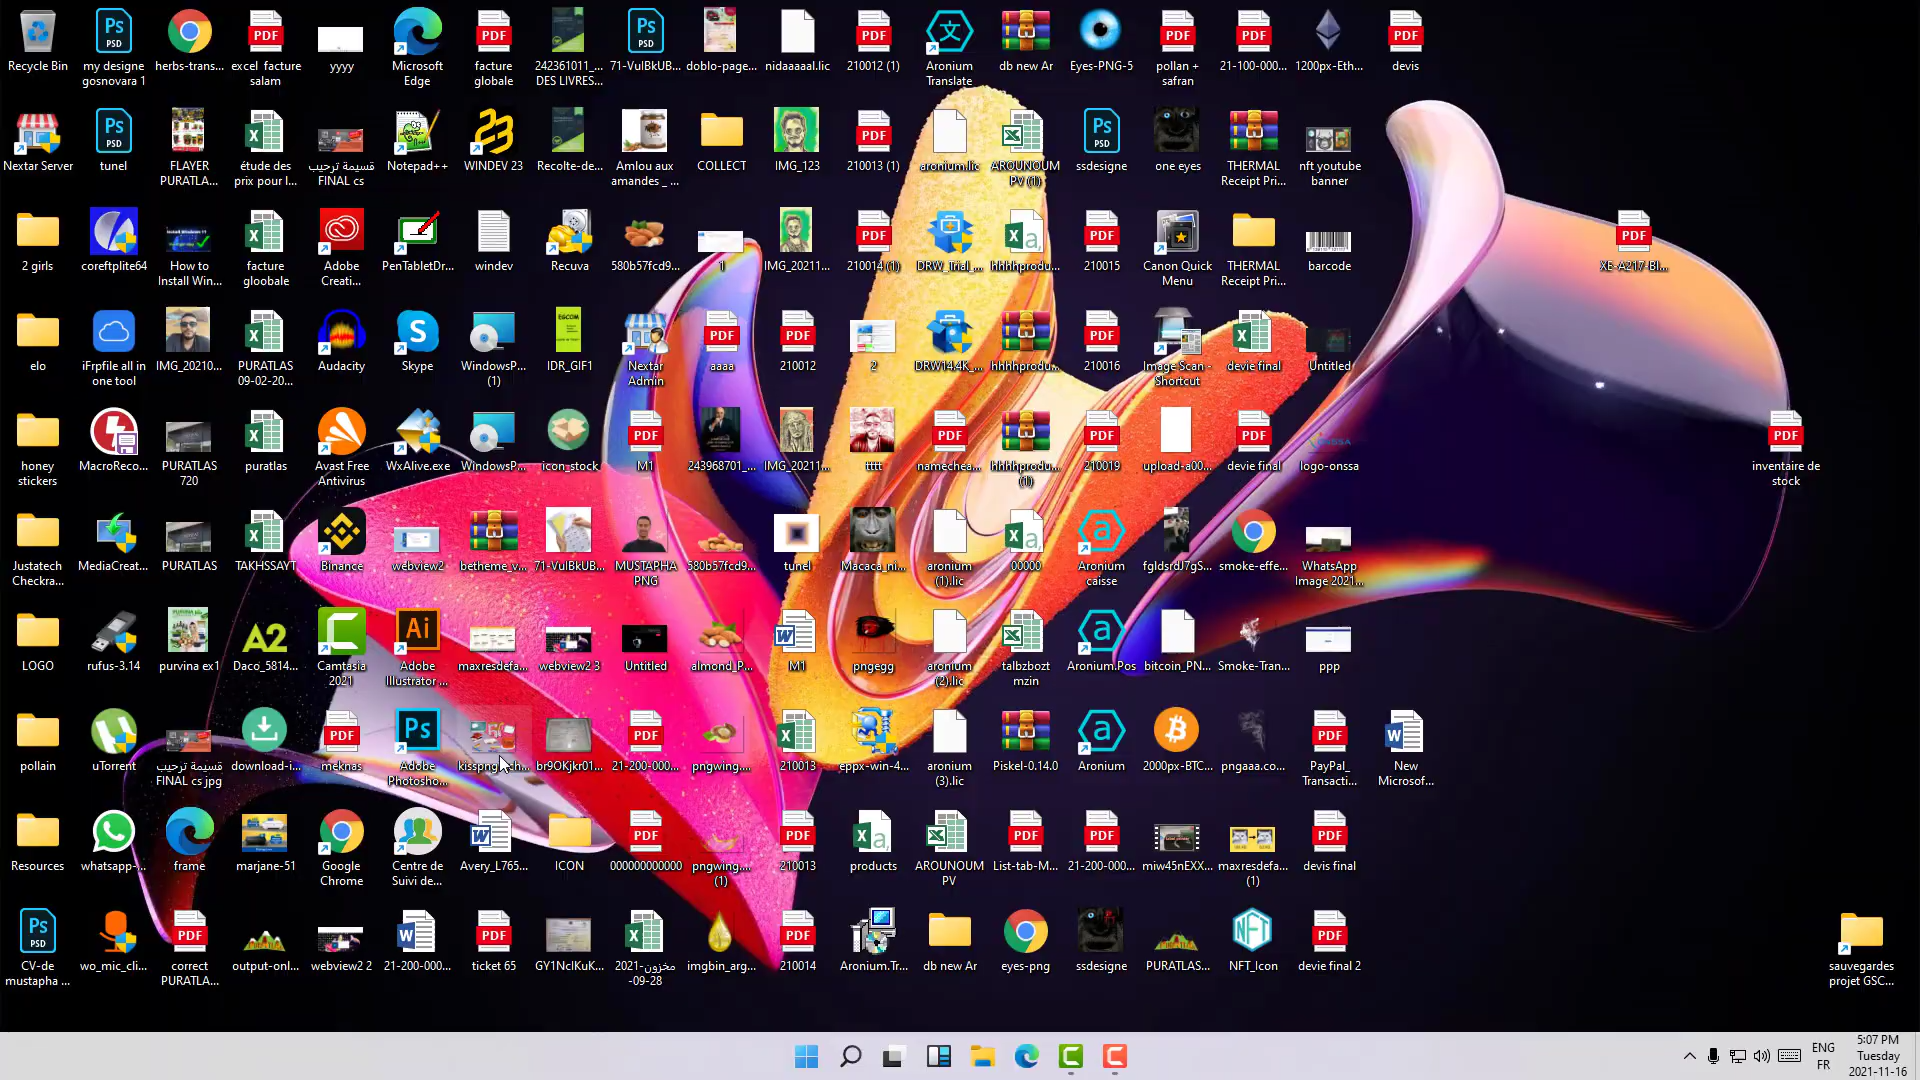 Recycle Bin
my designe
gosnovara 1
herbs-trans...
excel facture
salam
yyyy
Microsoft
Edge
facture
globale
242361011_...
DES LIVRES...
71-VulBkUB...
doblo-page...
nidaaaaal.lic
210012 (1)
Aronium
Translate
db new Ar
Eyes-PNG-5
pollan +
safran
21-100-000...
1200px-Eth...
devis
Nextar Server
tunel
FLAYER
PURATLA...
étude des
prix pour l...
قسيمة ترحيب
FINAL cs
Notepad++
WINDEV 23
Recolte-de...
Amlou aux
amandes _ ...
COLLECT
IMG_123
210013 (1)
aronium.lic
AROUNOUM
PV (1)
ssdesigne
one eyes
THERMAL
Receipt Pri...
nft youtube
banner
2 girls
coreftplite64
How to
Install Win...
facture
gloobale
Adobe
Creati...
PenTabletDr...
windev
Recuva
580b57fcd9...
1
IMG_20211...
210014 (1)
DRW_Trial_...
hhhhprodu...
210015
Canon Quick
Menu
THERMAL
Receipt Pri...
barcode
XE-A217-Bl...
elo
iFrpfile all in
one tool
IMG_20210...
PURATLAS
09-02-20...
Audacity
Skype
WindowsP...
(1)
EGCOM
IDR_GIF1
Nextar
Admin
aaaa
210012
2
DRW14.4K_...
hhhhprodu...
210016
Image Scan -
Shortcut
devie final
Untitled
honey
stickers
MacroReco...
PURATLAS
720
puratlas
Avast Free
Antivirus
WxAlive.exe
WindowsP...
icon_stock
M1
243968701_...
IMG_20211...
tttt
namechea...
hhhhprodu...
(1)
210019
upload-a00...
devie final
logo-onssa
inventaire de
stock
Justatech
Checkra...
MediaCreat...
PURATLAS
TAKHSSAYT
Binance
webview2
betheme_v...
71-VulBkUB...
MUSTAPHA
PNG
580b57fcd9...
tunel
Macaca_ni...
aronium
(1).lic
00000
Aronium
caisse
fgldsrdJ7gS...
smoke-effe...
WhatsApp
Image 2021...
LOGO
rufus-3.14
purvina ex1
A2
Daco_5814...
Camtasia
2021
Adobe
Illustrator ...
maxresdefa...
webview2 3
Untitled
almond_P...
M1
pngegg
aronium
(2).lic
talbzbozt
mzin
Aronium.Pos
bitcoin_PN...
Smoke-Tran...
ppp
pollain
uTorrent
قسيمة ترحيب
FINAL cs jpg
download-i...
meknas
Adobe
Photosho...
br9OKjkr01...
21-200-000...
pngwing....
210013
eppx-win-4...
aronium
(3).lic
Piskel-0.14.0
Aronium
2000px-BTC...
pngaaa.co...
PayPal_
Transacti...
New
Microsof...
Resources
whatsapp-...
frame
marjane-51
Google
Chrome
Centre de
Suivi de...
Avery_L765...
ICON
000000000000
pngwing....
(1)
210013
products
AROUNOUM
PV
List-tab-M...
21-200-000...
miw45nEXX...
maxresdefa...
(1)
devis final
CV-de
mustapha ...
wo_mic_cli...
correct
PURATLA...
output-onl...
webview2 2
21-200-000...
ticket 65
GY1NclKuK...
مخزون-2021
-09-28
imgbin_arg...
210014
Aronium.Tr...
db new Ar
eyes-png
ssdesigne
PURATLAS...
NFT_Icon
devie final 2
sauvegardes
projet GSC...
ENG
FR
5:07 PM
Tuesday
2021-11-16